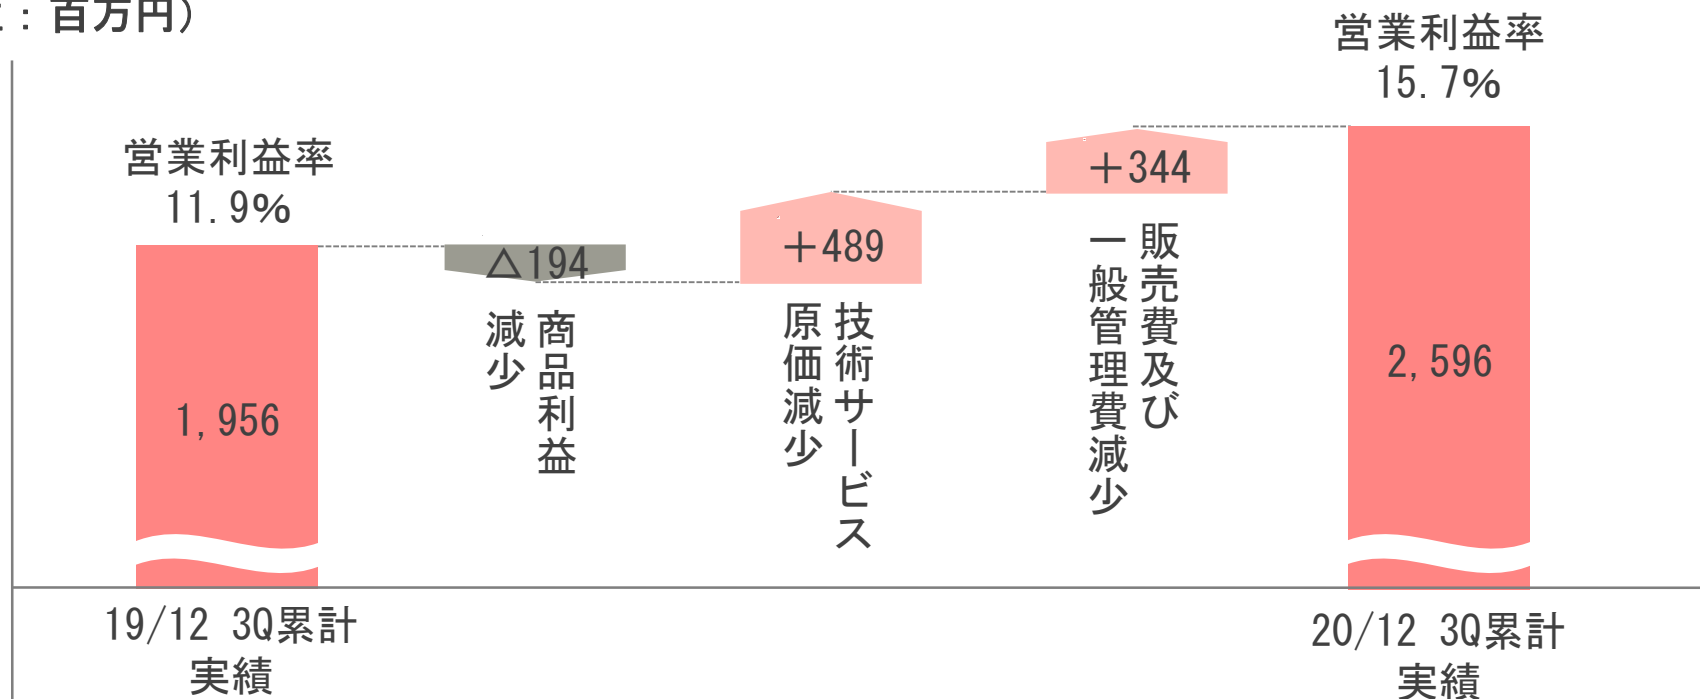 ：百万円）
営業利益率
15.7%
営業利益率
11.9%
1,956
△194
商品利益
減少
＋489
技術サービス
原価減少
＋344
販売費及び
一般管理費減少
2,596
19/12 3Q累計
実績
20/12 3Q累計
実績